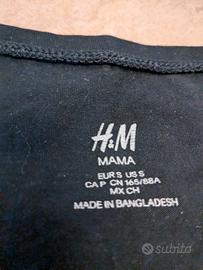 H&M
MAMA
EUR S US S
CA P CN 165/88A
MX CH
MADE IN BANGLADESH
subito